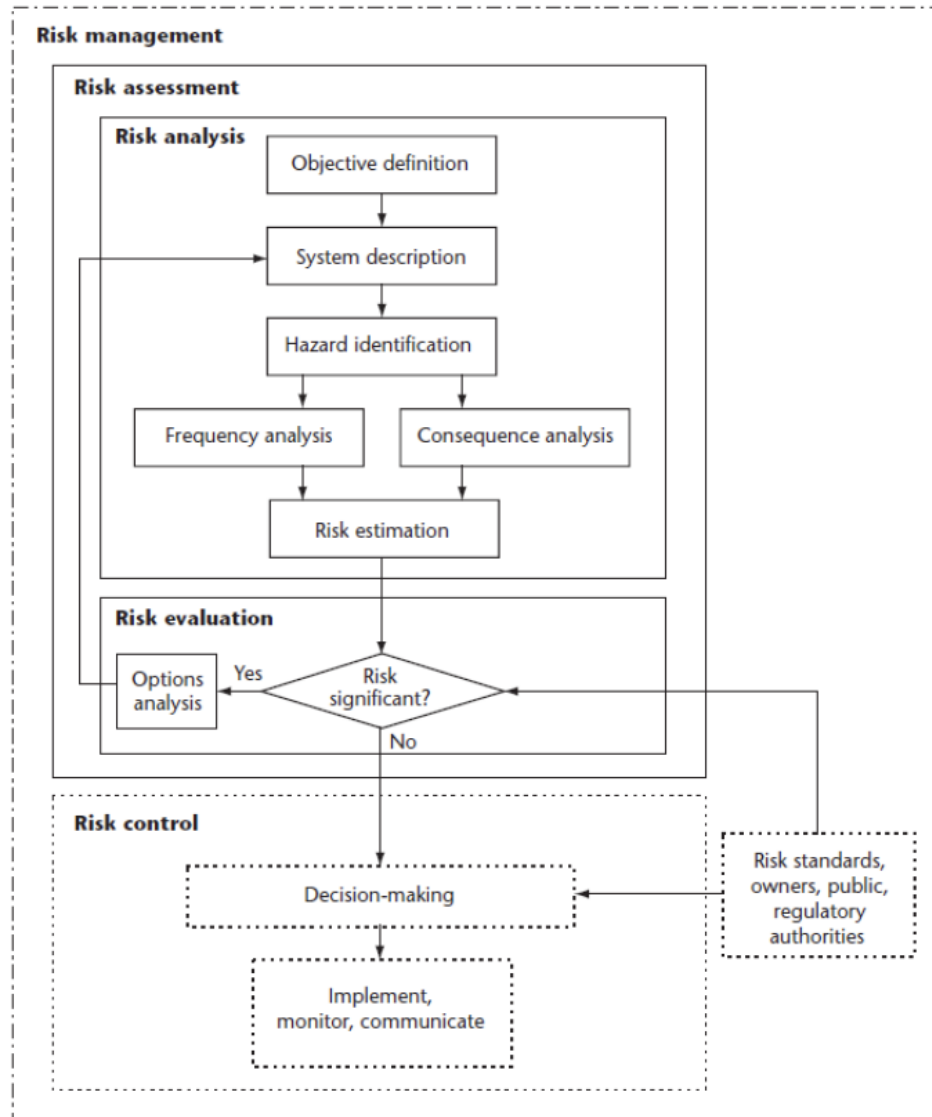 Risk management
Risk assessment
Risk analysis
Objective definition
System description
Hazard identification
Frequency analysis
Consequence analysis
Risk estimation
Risk evaluation
Options
analysis
Yes
Risk
significant?
No
Risk control
Decision-making
Risk standards,
owners, public,
regulatory
authorities
Implement,
monitor, communicate